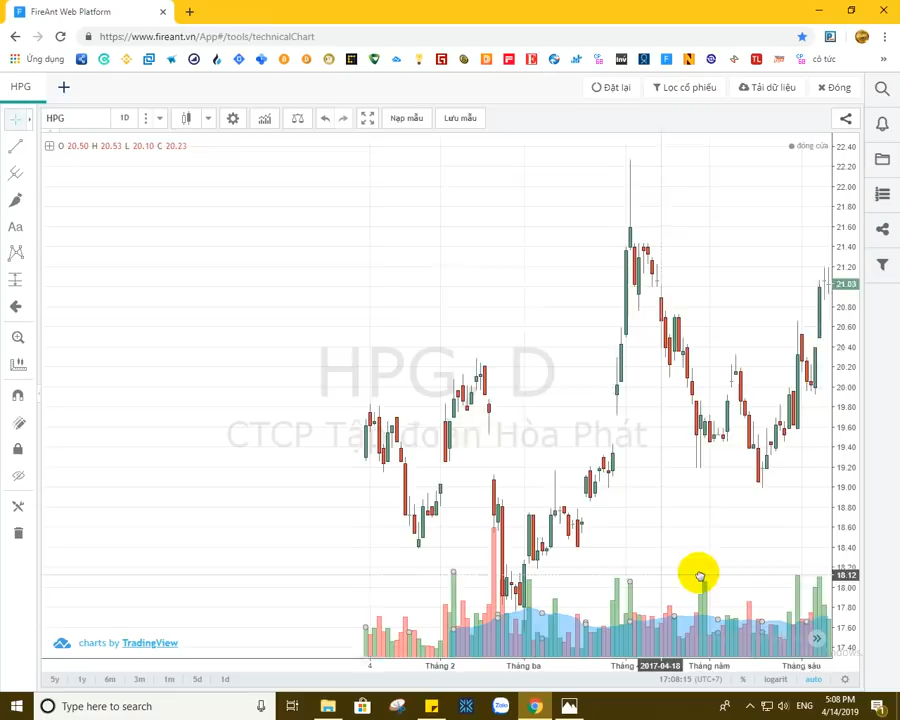 FireAnt Web Platform
https://www.fireant.vn/App#/tools/technicalChart
Ứng dụng
cổ tức
HPG
Đặt lại
Lọc cổ phiếu
Tải dữ liệu
Đóng
HPG
1D
Nạp mẫu
Lưu mẫu
O 20.50 H 20.53 L 20.10 C 20.23
đóng cửa
22.40
22.20
22.00
21.80
21.60
21.40
21.20
21.03
20.80
20.60
20.40
20.20
20.00
19.80
19.60
19.40
19.20
19.00
18.80
18.60
18.40
18.20
18.12
18.00
17.80
17.60
17.40
HPG, D
CTCP Tập đoàn Hòa Phát
Aa
charts by TradingView
4
Tháng 2
Tháng ba
Tháng
2017-04-18
Tháng năm
Tháng sáu
5y
1y
6m
3m
1m
5d
1d
17:08:15 (UTC+7)
%
logarit
auto
Type here to search
5:08 PM
4/14/2019